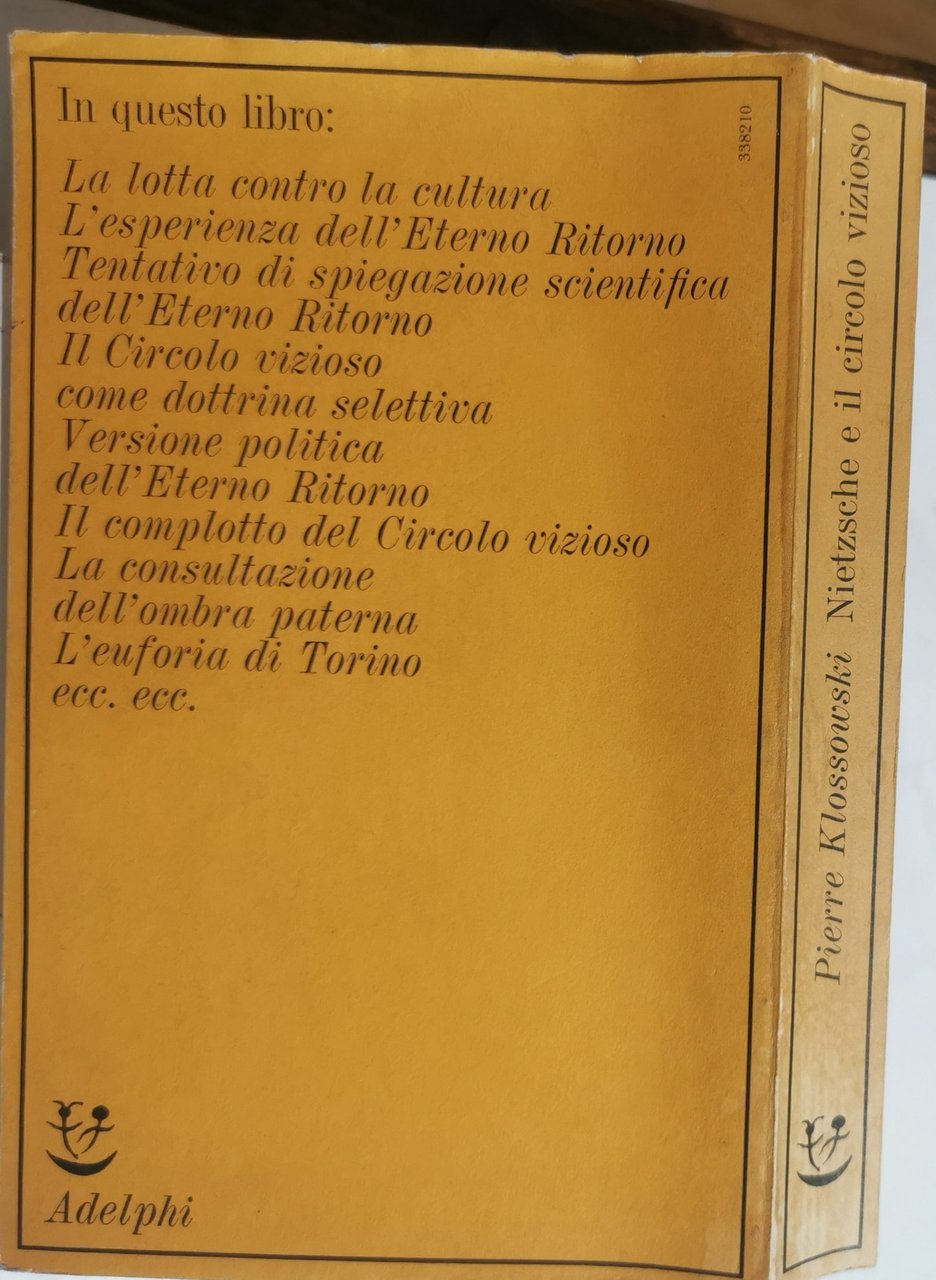 In questo libro:
La lotta contro la cultura
L'esperienza dell'Eterno Ritorno
Tentativo di spiegazione scientifica
dell'Eterno Ritorno
Il Circolo vizioso
come dottrina selettiva
Versione politica
dell'Eterno Ritorno
Il complotto del Circolo vizioso
La consultazione
dell'ombra paterna
L'euforia di Torino
ecc. ecc.
Adelphi
338210
Pierre Klossowski Nietzsche e il circolo vizioso